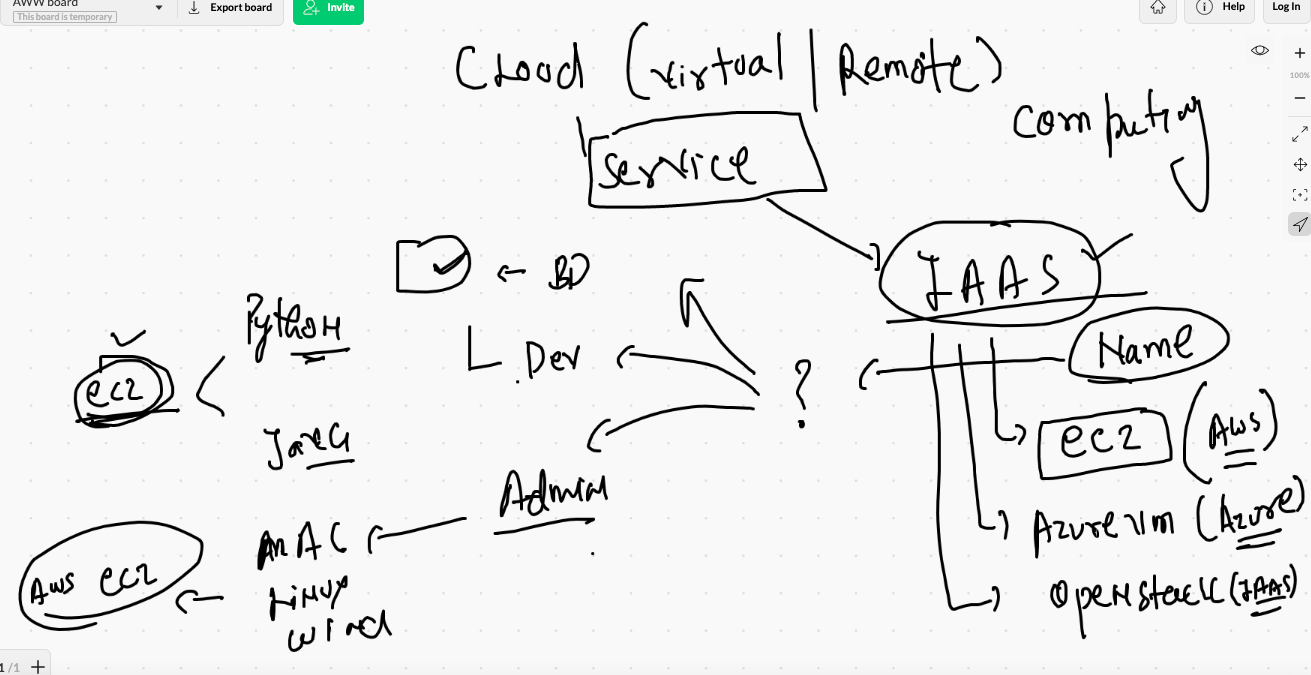 AWW board
This board is temporary
Export board
Invite
Help
Log In
100%
Cloud (virtual | Remote)
Computing
Service
IAAS
BD
Python
Name
Dev
?
ec2
ec2 (Aws)
Java
Admin
Azure vm (Azure)
MAC
Aws ec2
Linux
OpenStack (IAAS)
wind
1 /1